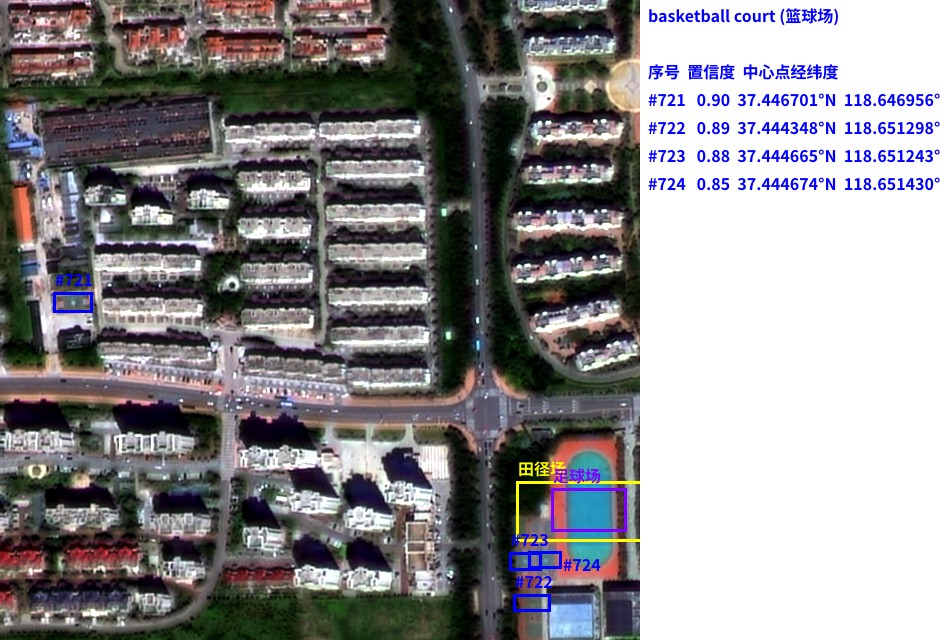 basketball court (篮球场)
序号 置信度 中心点经纬度
#721 0.90 37.446701°N 118.646956°
#722 0.89 37.444348°N 118.651298°
#723 0.88 37.444665°N 118.651243°
#724 0.85 37.444674°N 118.651430°
#721
田径场
足球场
#723
#724
#722